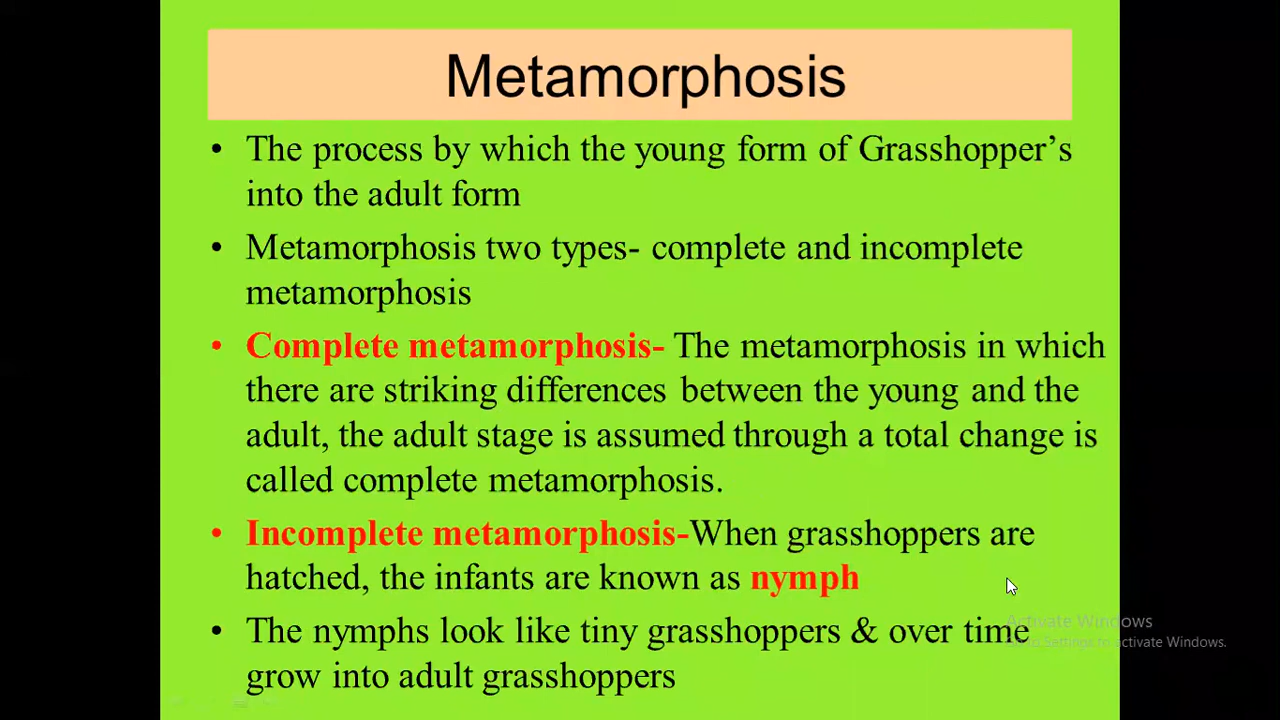 Metamorphosis
• The process by which the young form of Grasshopper's
into the adult form
• Metamorphosis two types- complete and incomplete
metamorphosis
• Complete metamorphosis- The metamorphosis in which
there are striking differences between the young and the
adult, the adult stage is assumed through a total change is
called complete metamorphosis.
• Incomplete metamorphosis-When grasshoppers are
hatched, the infants are known as nymph
• The nymphs look like tiny grasshoppers & over time
grow into adult grasshoppers
Activate Windows
Go to Settings to activate Windows.